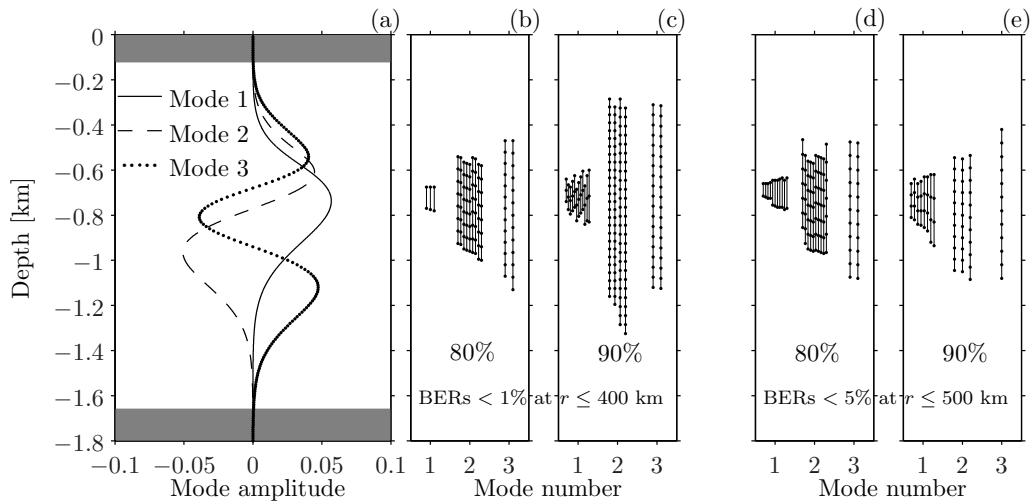 (a) (b) (c) (d) (e)
0
−0.2
−0.4
−0.6
−0.8
−1
−1.2
−1.4
−1.6
−1.8
Depth [km]
Mode 1
Mode 2
Mode 3
80% 90% 80% 90%
BERs < 1% at r ≤ 400 km BERs < 5% at r ≤ 500 km
−0.1 −0.05 0 0.05 0.1 1 2 3 1 2 3 1 2 3 1 2 3
Mode amplitude Mode number Mode number